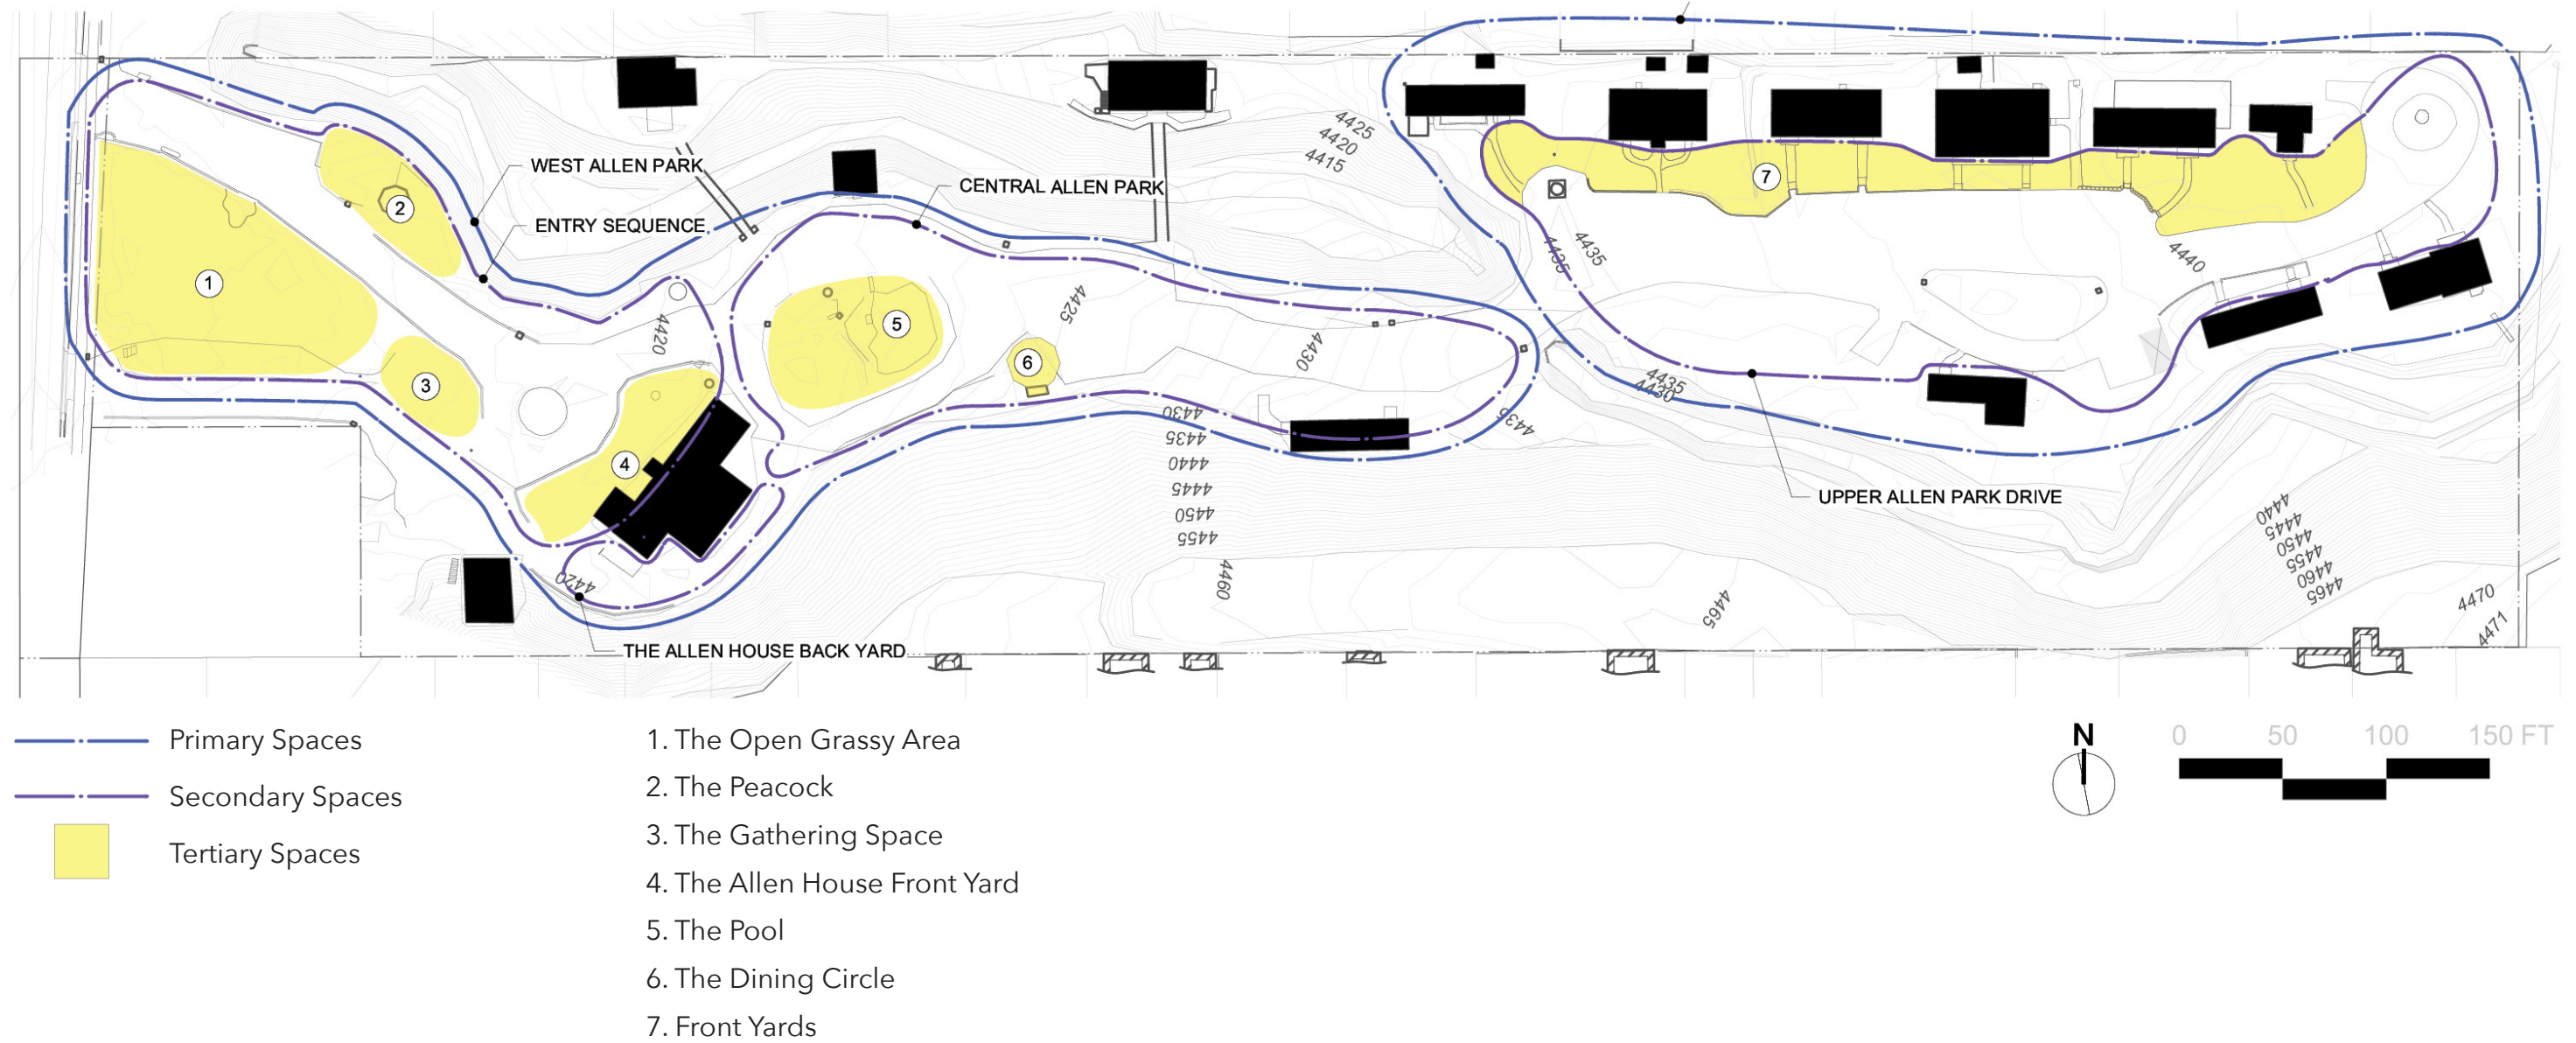 WEST ALLEN PARK
ENTRY SEQUENCE
CENTRAL ALLEN PARK
4425
4420
4415
1
2
3
4
5
6
7
4420
4425
4430
4435
4435
4440
4435
4430
4435
4430
4435
4440
4445
4450
4455
4460
4465
4420
THE ALLEN HOUSE BACK YARD
UPPER ALLEN PARK DRIVE
4440
4445
4450
4455
4460
4465
4470
4471
Primary Spaces
Secondary Spaces
Tertiary Spaces
1. The Open Grassy Area
2. The Peacock
3. The Gathering Space
4. The Allen House Front Yard
5. The Pool
6. The Dining Circle
7. Front Yards
N
0 50 100 150 FT